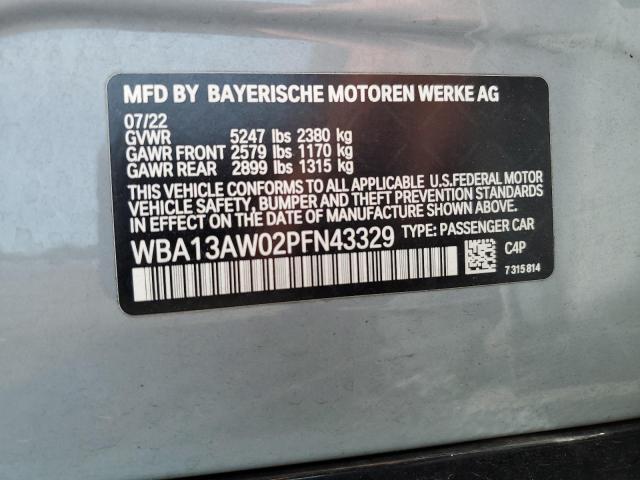 MFD BY BAYERISCHE MOTOREN WERKE AG
07/22
GVWR 5247 lbs 2380 kg
GAWR FRONT 2579 lbs 1170 kg
GAWR REAR 2899 lbs 1315 kg
THIS VEHICLE CONFORMS TO ALL APPLICABLE U.S.FEDERAL MOTOR
VEHICLE SAFETY, BUMPER AND THEFT PREVENTION STANDARDS
IN EFFECT ON THE DATE OF MANUFACTURE SHOWN ABOVE.
WBA13AW02PFN43329 TYPE: PASSENGER CAR
C4P
7315814